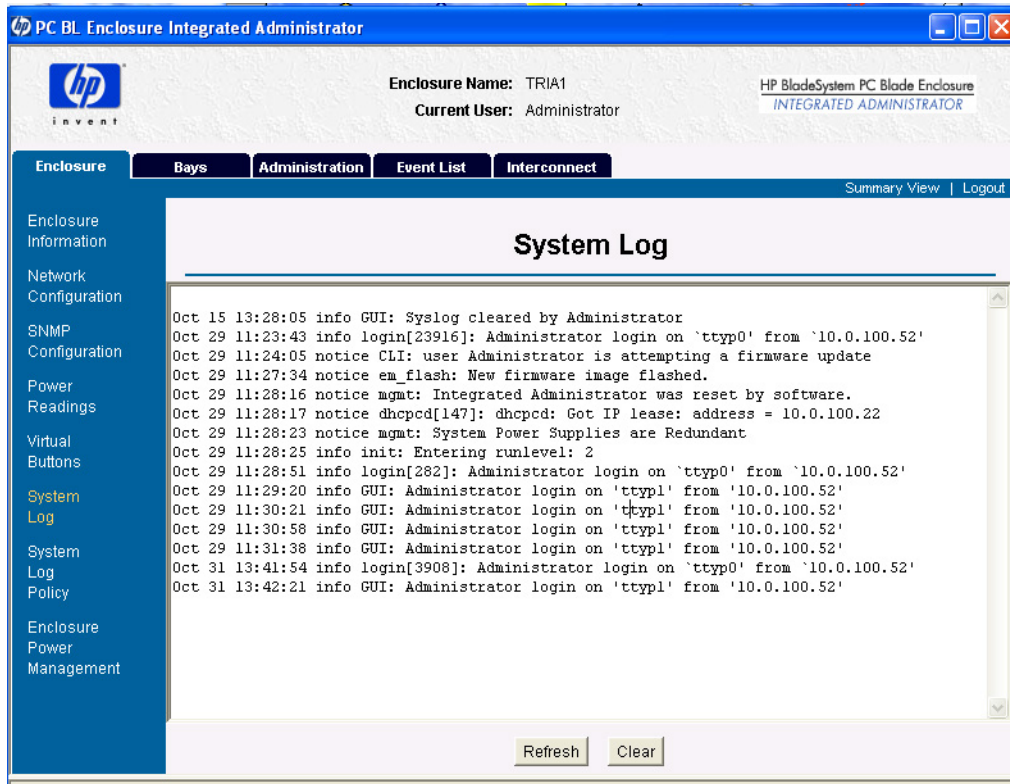 PC BL Enclosure Integrated Administrator
hp
invent
Enclosure Name: TRIA1
Current User: Administrator
HP BladeSystem PC Blade Enclosure
INTEGRATED ADMINISTRATOR
Enclosure Bays Administration Event List Interconnect
Summary View | Logout
Enclosure
Information
Network
Configuration
SNMP
Configuration
Power
Readings
Virtual
Buttons
System
Log
System
Log
Policy
Enclosure
Power
Management
System Log
Oct 15 13:28:05 info GUI: Syslog cleared by Administrator
Oct 29 11:23:43 info login[23916]: Administrator login on `ttyp0' from `10.0.100.52'
Oct 29 11:24:05 notice CLI: user Administrator is attempting a firmware update
Oct 29 11:27:34 notice em_flash: New firmware image flashed.
Oct 29 11:28:16 notice mgmt: Integrated Administrator was reset by software.
Oct 29 11:28:17 notice dhcpcd[147]: dhcpcd: Got IP lease: address = 10.0.100.22
Oct 29 11:28:23 notice mgmt: System Power Supplies are Redundant
Oct 29 11:28:25 info init: Entering runlevel: 2
Oct 29 11:28:51 info login[282]: Administrator login on `ttyp0' from `10.0.100.52'
Oct 29 11:29:20 info GUI: Administrator login on 'ttyp1' from '10.0.100.52'
Oct 29 11:30:21 info GUI: Administrator login on 'ttyp1' from '10.0.100.52'
Oct 29 11:30:58 info GUI: Administrator login on 'ttyp1' from '10.0.100.52'
Oct 29 11:31:38 info GUI: Administrator login on 'ttyp1' from '10.0.100.52'
Oct 31 13:41:54 info login[3908]: Administrator login on `ttyp0' from `10.0.100.52'
Oct 31 13:42:21 info GUI: Administrator login on 'ttyp1' from '10.0.100.52'
Refresh Clear